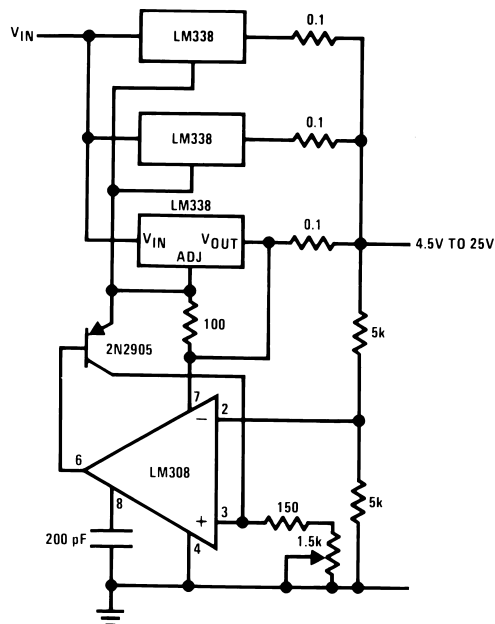 0.1
VIN
LM338
0.1
LM338
LM338
0.1
VIN
VOUT
4.5V TO 25V
ADJ
100
5k
2N2905
7
2
−
6
LM308
8
5k
+
3
150
200 pF
4
1.5k